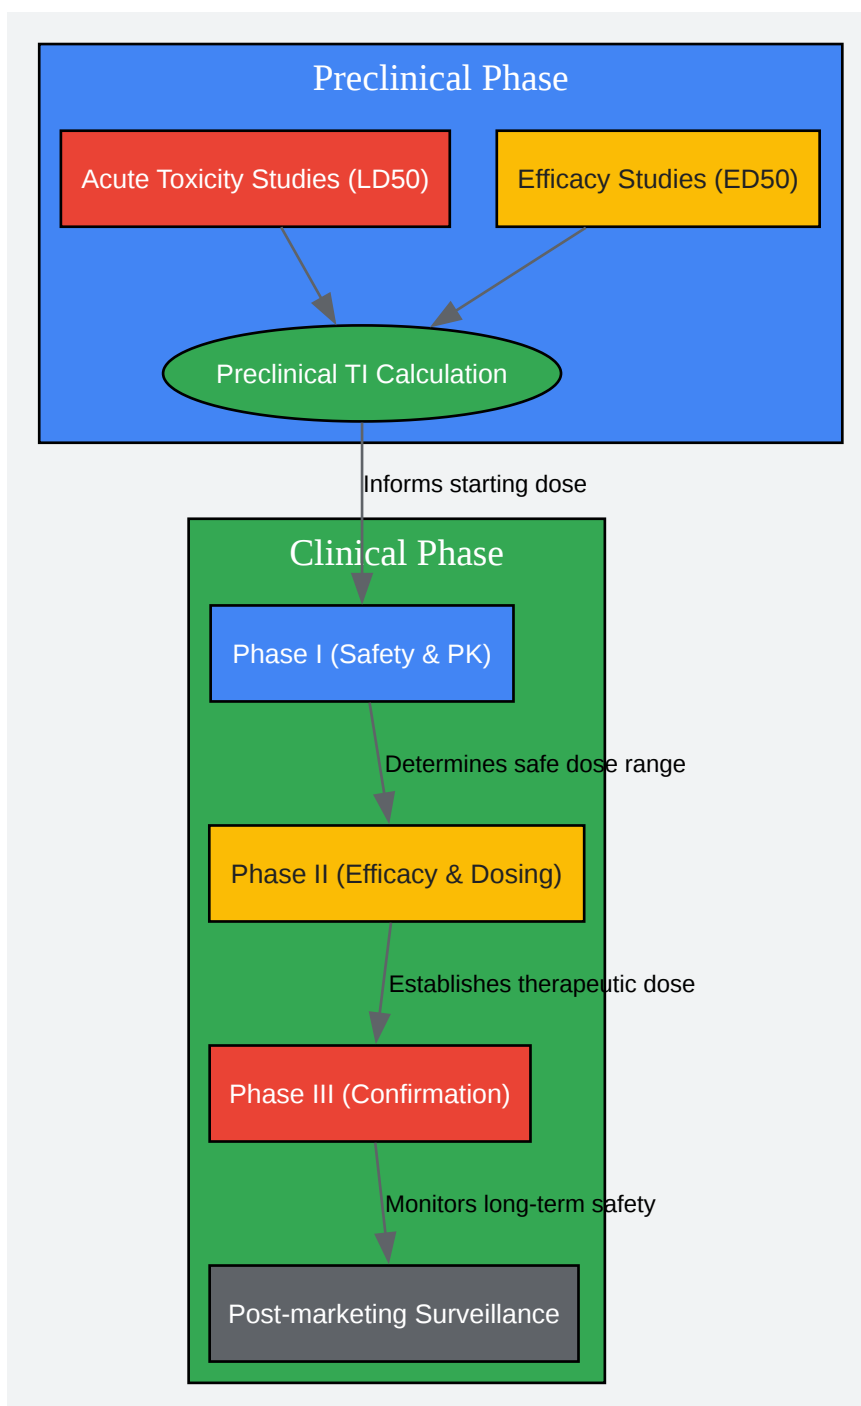 Preclinical Phase
Acute Toxicity Studies (LD50)
Efficacy Studies (ED50)
Preclinical TI Calculation
Informs starting dose
Clinical Phase
Phase I (Safety & PK)
Determines safe dose range
Phase II (Efficacy & Dosing)
Establishes therapeutic dose
Phase III (Confirmation)
Monitors long-term safety
Post-marketing Surveillance